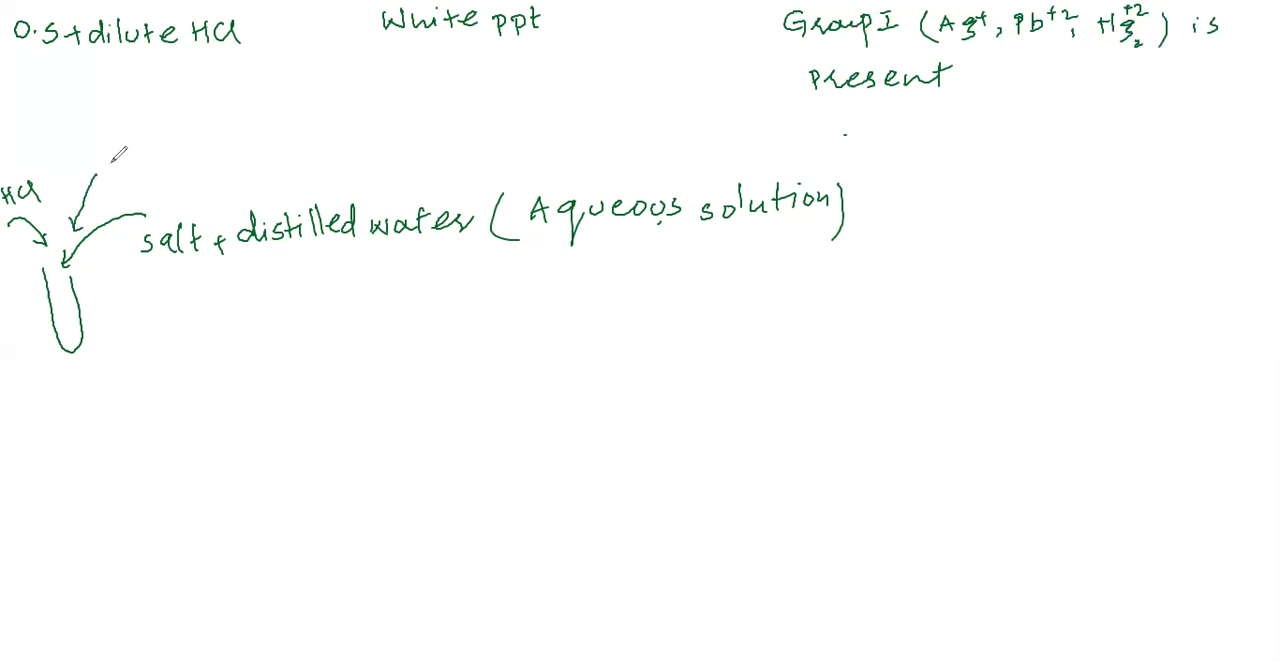 O.S + dilute HCl
White ppt
Group I (Ag+, Pb+2, Hg2+2) is
present
HCl
salt + distilled water (Aqueous solution)